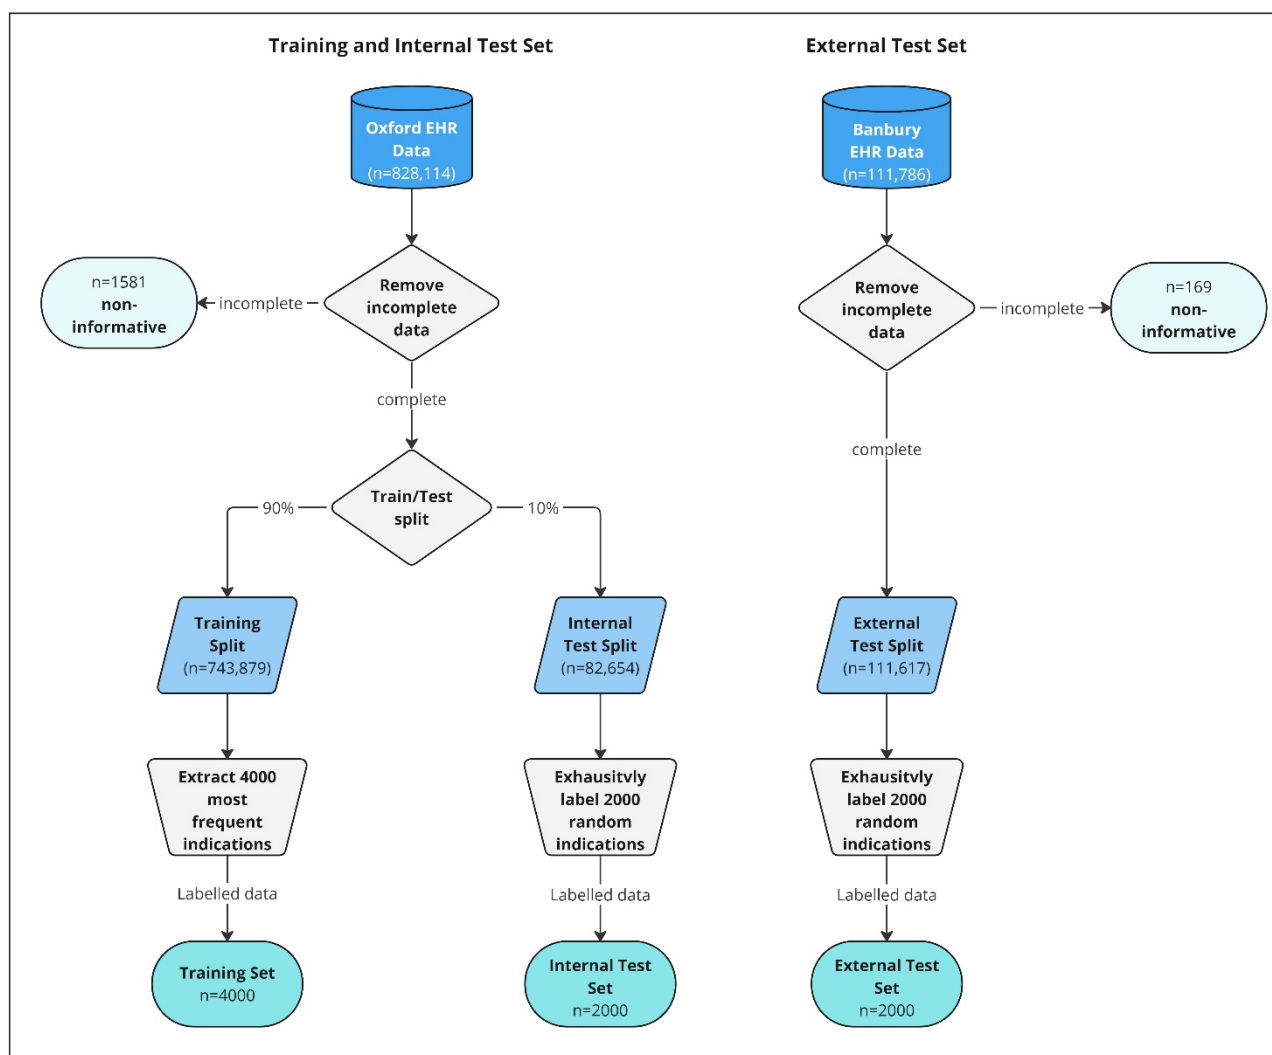 Training and Internal Test Set
External Test Set
Oxford EHR
Data
(n=828,114)
Banbury
EHR Data
(n=111,786)
n=1581
non-
informative
incomplete
Remove
incomplete
data
Remove
incomplete
data
incomplete
n=169
non-
informative
complete
complete
90%
Train/Test
split
10%
Training
Split
(n=743,879)
Internal
Test Split
(n=82,654)
External
Test Split
(n=111,617)
Extract 4000
most
frequent
indications
Exhausitvly
label 2000
random
indications
Exhausitvly
label 2000
random
indications
Labelled data
Labelled data
Labelled data
Training Set
n=4000
Internal Test
Set
n=2000
External Test
Set
n=2000